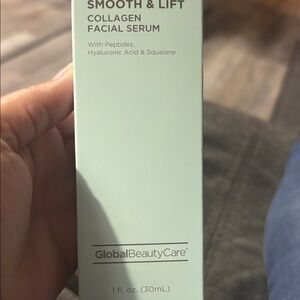 SMOOTH & LIFT
COLLAGEN
FACIAL SERUM
With Peptides,
Hyaluronic Acid & Squalane
GlobalBeautyCare®
1 fl. oz. (30mL)